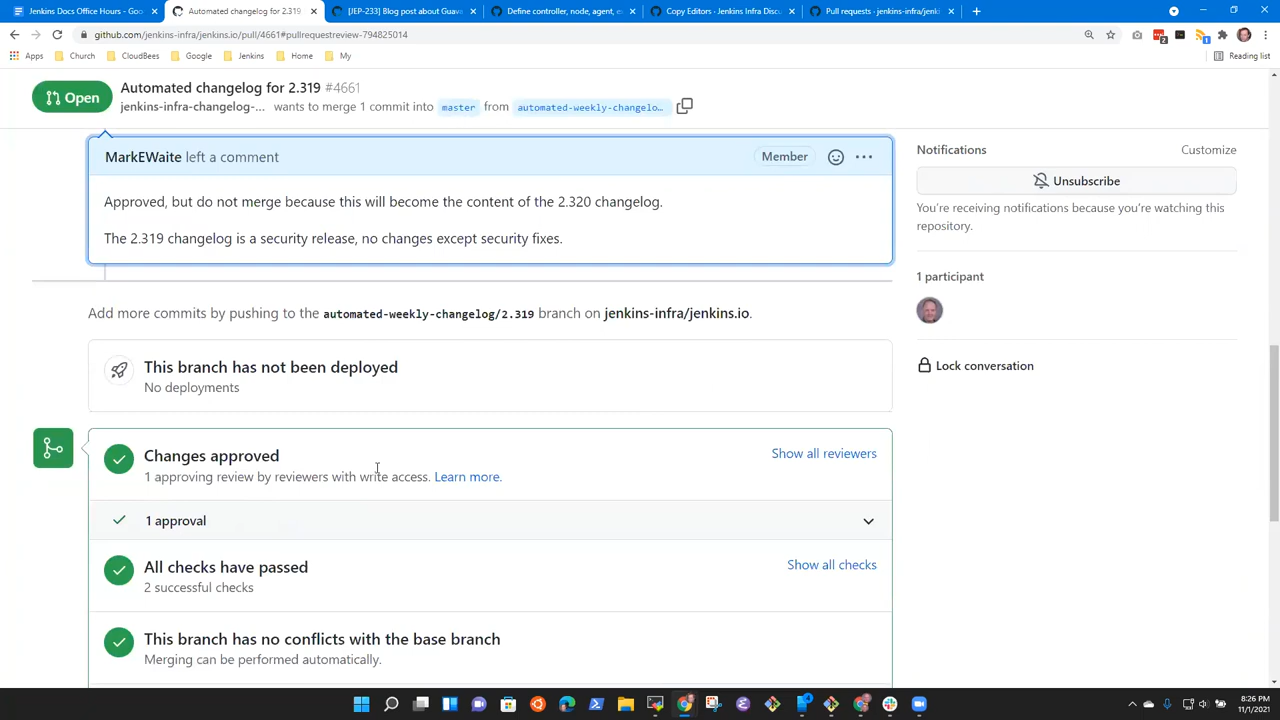 Jenkins Docs Office Hours - Goo
Automated changelog for 2.319
[JEP-233] Blog post about Guava
Define controller, node, agent, e
Copy Editors - Jenkins Infra Discu
Pull requests · jenkins-infra/jenki
github.com/jenkins-infra/jenkins.io/pull/4661#pullrequestreview-794825014
Apps
Church
CloudBees
Google
Jenkins
Home
My
Reading list
Open
Automated changelog for 2.319 #4661
jenkins-infra-changelog-... wants to merge 1 commit into master from automated-weekly-changelo...
MarkEWaite left a comment
Member
Approved, but do not merge because this will become the content of the 2.320 changelog.
The 2.319 changelog is a security release, no changes except security fixes.
Add more commits by pushing to the automated-weekly-changelog/2.319 branch on jenkins-infra/jenkins.io.
This branch has not been deployed
No deployments
Changes approved
Show all reviewers
1 approving review by reviewers with write access. Learn more.
1 approval
All checks have passed
Show all checks
2 successful checks
This branch has no conflicts with the base branch
Merging can be performed automatically.
Notifications
Customize
Unsubscribe
You're receiving notifications because you're watching this
repository.
1 participant
Lock conversation
8:26 PM
11/1/2021